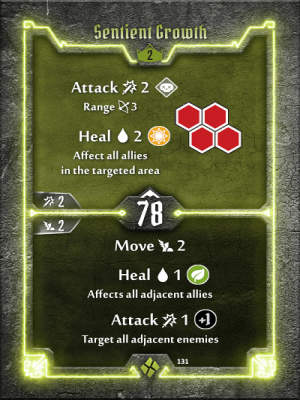 Sentient Growth
2
Attack 2
Range 3
Heal 2
Affect all allies
in the targeted area
2
78
2
Move 2
Heal 1
Affects all adjacent allies
Attack 1 +1
Target all adjacent enemies
131